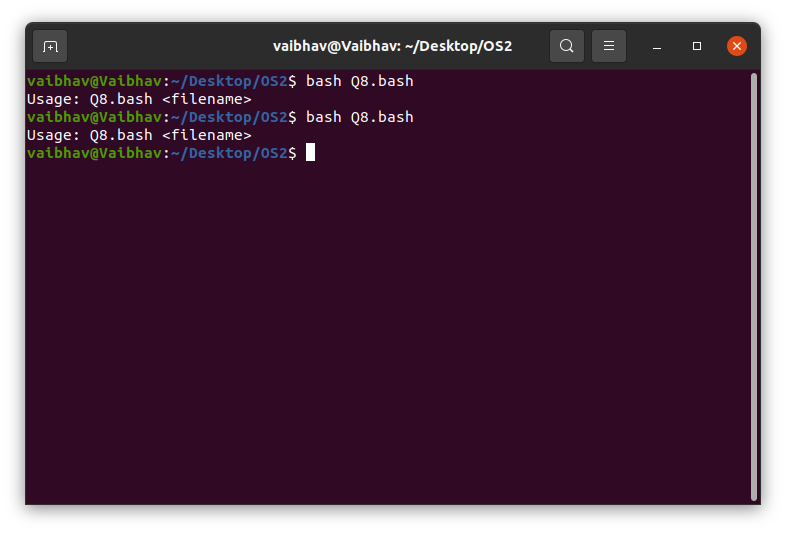 vaibhav@Vaibhav: ~/Desktop/OS2
vaibhav@Vaibhav:~/Desktop/OS2$ bash Q8.bash
Usage: Q8.bash <filename>
vaibhav@Vaibhav:~/Desktop/OS2$ bash Q8.bash
Usage: Q8.bash <filename>
vaibhav@Vaibhav:~/Desktop/OS2$